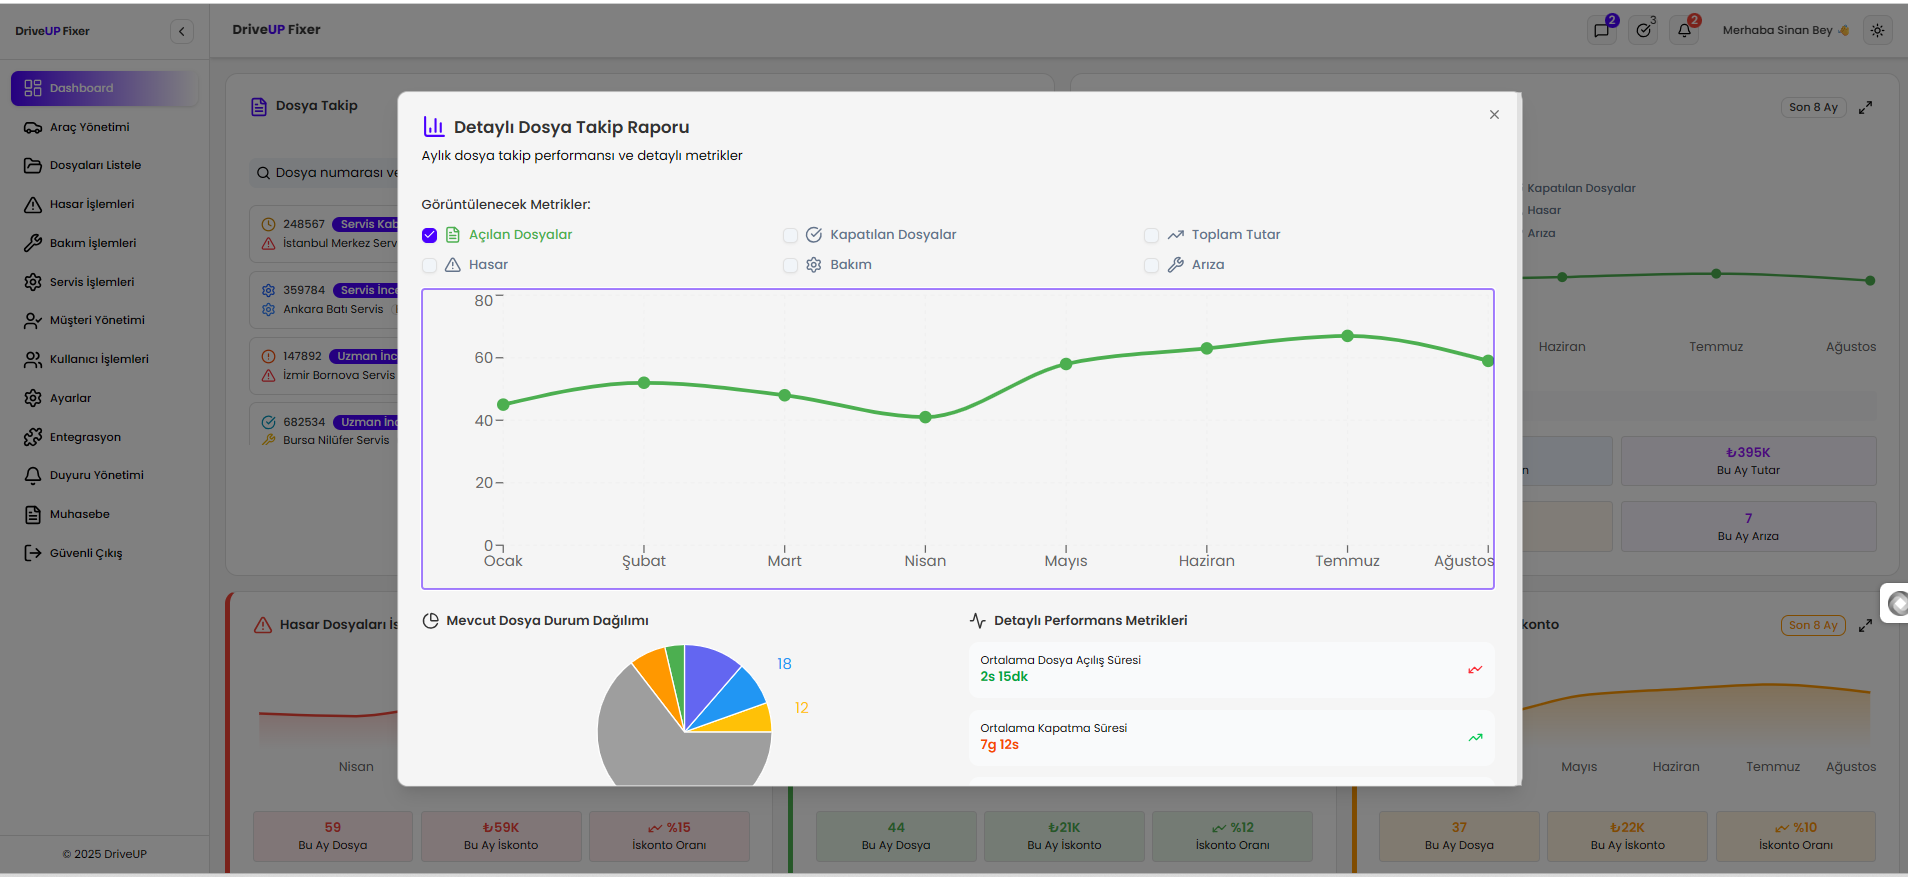 DriveUP Fixer
Dashboard
Araç Yönetimi
Dosyaları Listele
Hasar İşlemleri
Bakım İşlemleri
Servis İşlemleri
Müşteri Yönetimi
Kullanıcı İşlemleri
Ayarlar
Entegrasyon
Duyuru Yönetimi
Muhasebe
Güvenli Çıkış
© 2025 DriveUP
DriveUP Fixer
2
3
2
Merhaba Sinan Bey
Dosya Takip
Dosya numarası ve
248567 Servis Kab
İstanbul Merkez Serv
359784 Servis İnce
Ankara Batı Servis
147892 Uzman İnc
İzmir Bornova Servis
682534 Uzman İnc
Bursa Nilüfer Servis
Detaylı Dosya Takip Raporu
Aylık dosya takip performansı ve detaylı metrikler
Görüntülenecek Metrikler:
Açılan Dosyalar
Kapatılan Dosyalar
Toplam Tutar
Hasar
Bakım
Arıza
80
60
40
20
0
Ocak Şubat Mart Nisan Mayıs Haziran Temmuz Ağustos
Mevcut Dosya Durum Dağılımı
18
12
Detaylı Performans Metrikleri
Ortalama Dosya Açılış Süresi
2s 15dk
Ortalama Kapatma Süresi
7g 12s
Son 8 Ay
Kapatılan Dosyalar
Hasar
Arıza
Haziran Temmuz Ağustos
n
₺395K
Bu Ay Tutar
7
Bu Ay Arıza
Hasar Dosyaları İs
Nisan
59
Bu Ay Dosya
₺59K
Bu Ay İskonto
%15
İskonto Oranı
44
Bu Ay Dosya
₺21K
Bu Ay İskonto
%12
İskonto Oranı
konto
Son 8 Ay
Mayıs Haziran Temmuz Ağustos
37
Bu Ay Dosya
₺22K
Bu Ay İskonto
%10
İskonto Oranı